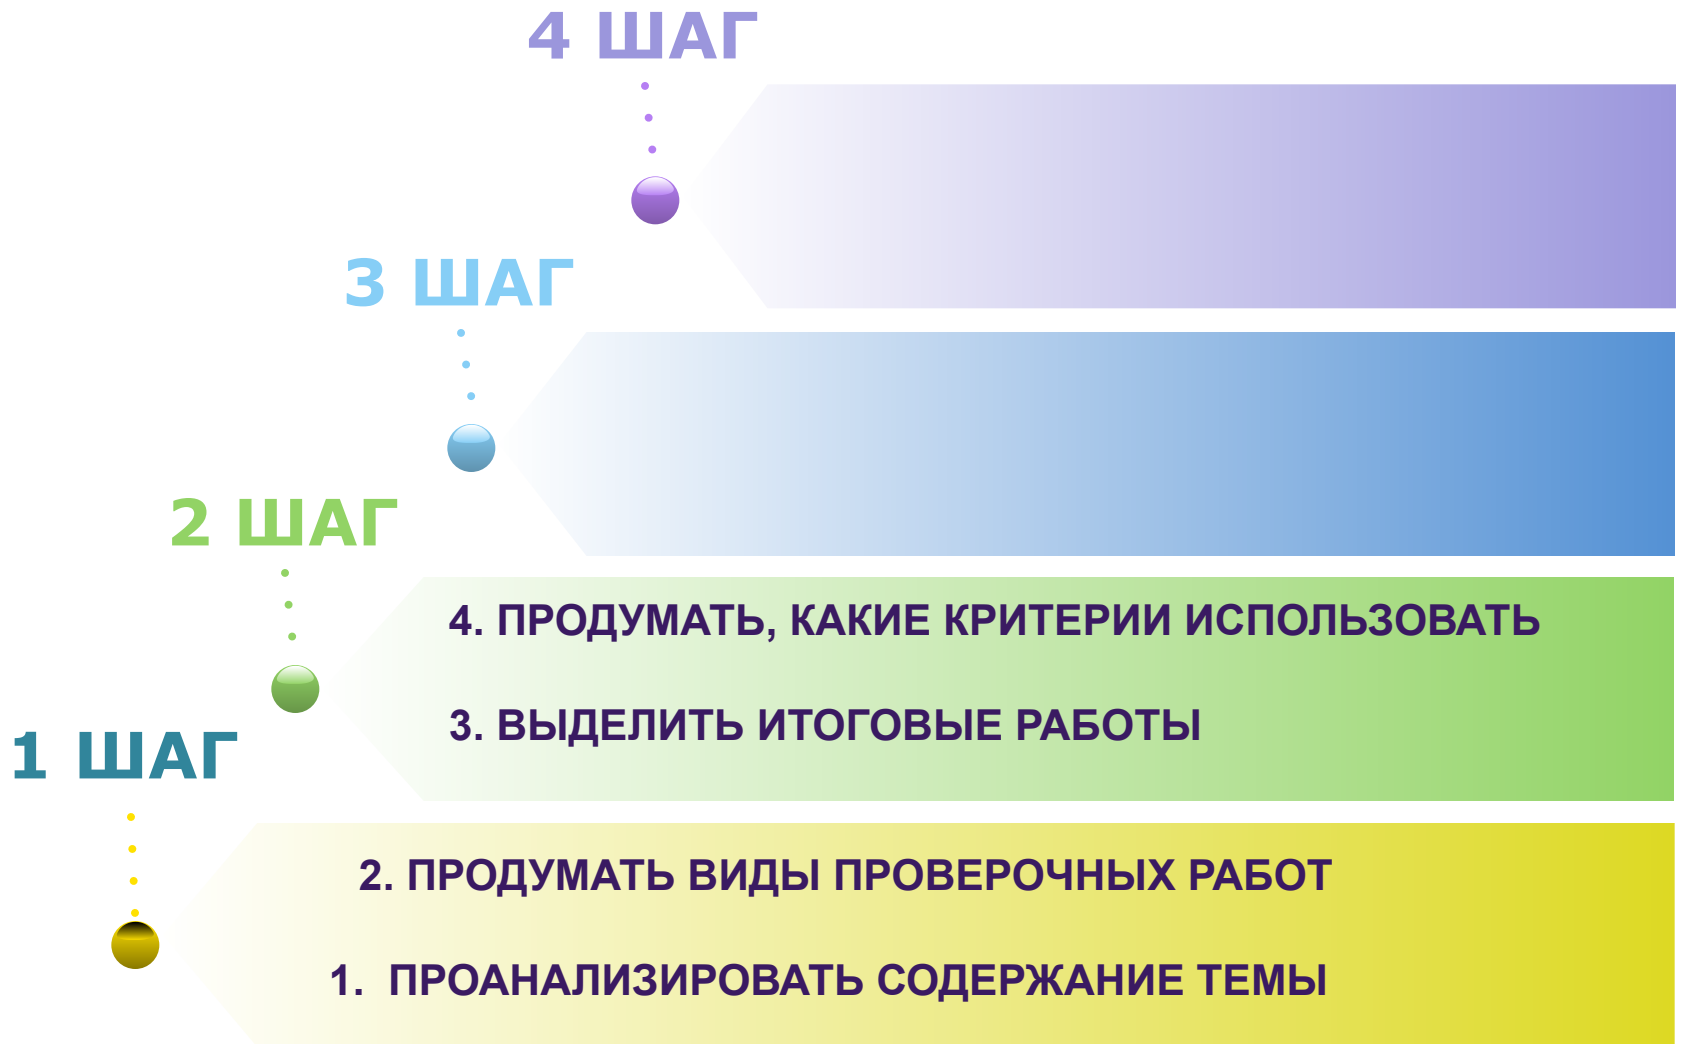 4 ШАГ
3 ШАГ
2 ШАГ
4. ПРОДУМАТЬ, КАКИЕ КРИТЕРИИ ИСПОЛЬЗОВАТЬ
3. ВЫДЕЛИТЬ ИТОГОВЫЕ РАБОТЫ
1 ШАГ
2. ПРОДУМАТЬ ВИДЫ ПРОВЕРОЧНЫХ РАБОТ
1. ПРОАНАЛИЗИРОВАТЬ СОДЕРЖАНИЕ ТЕМЫ